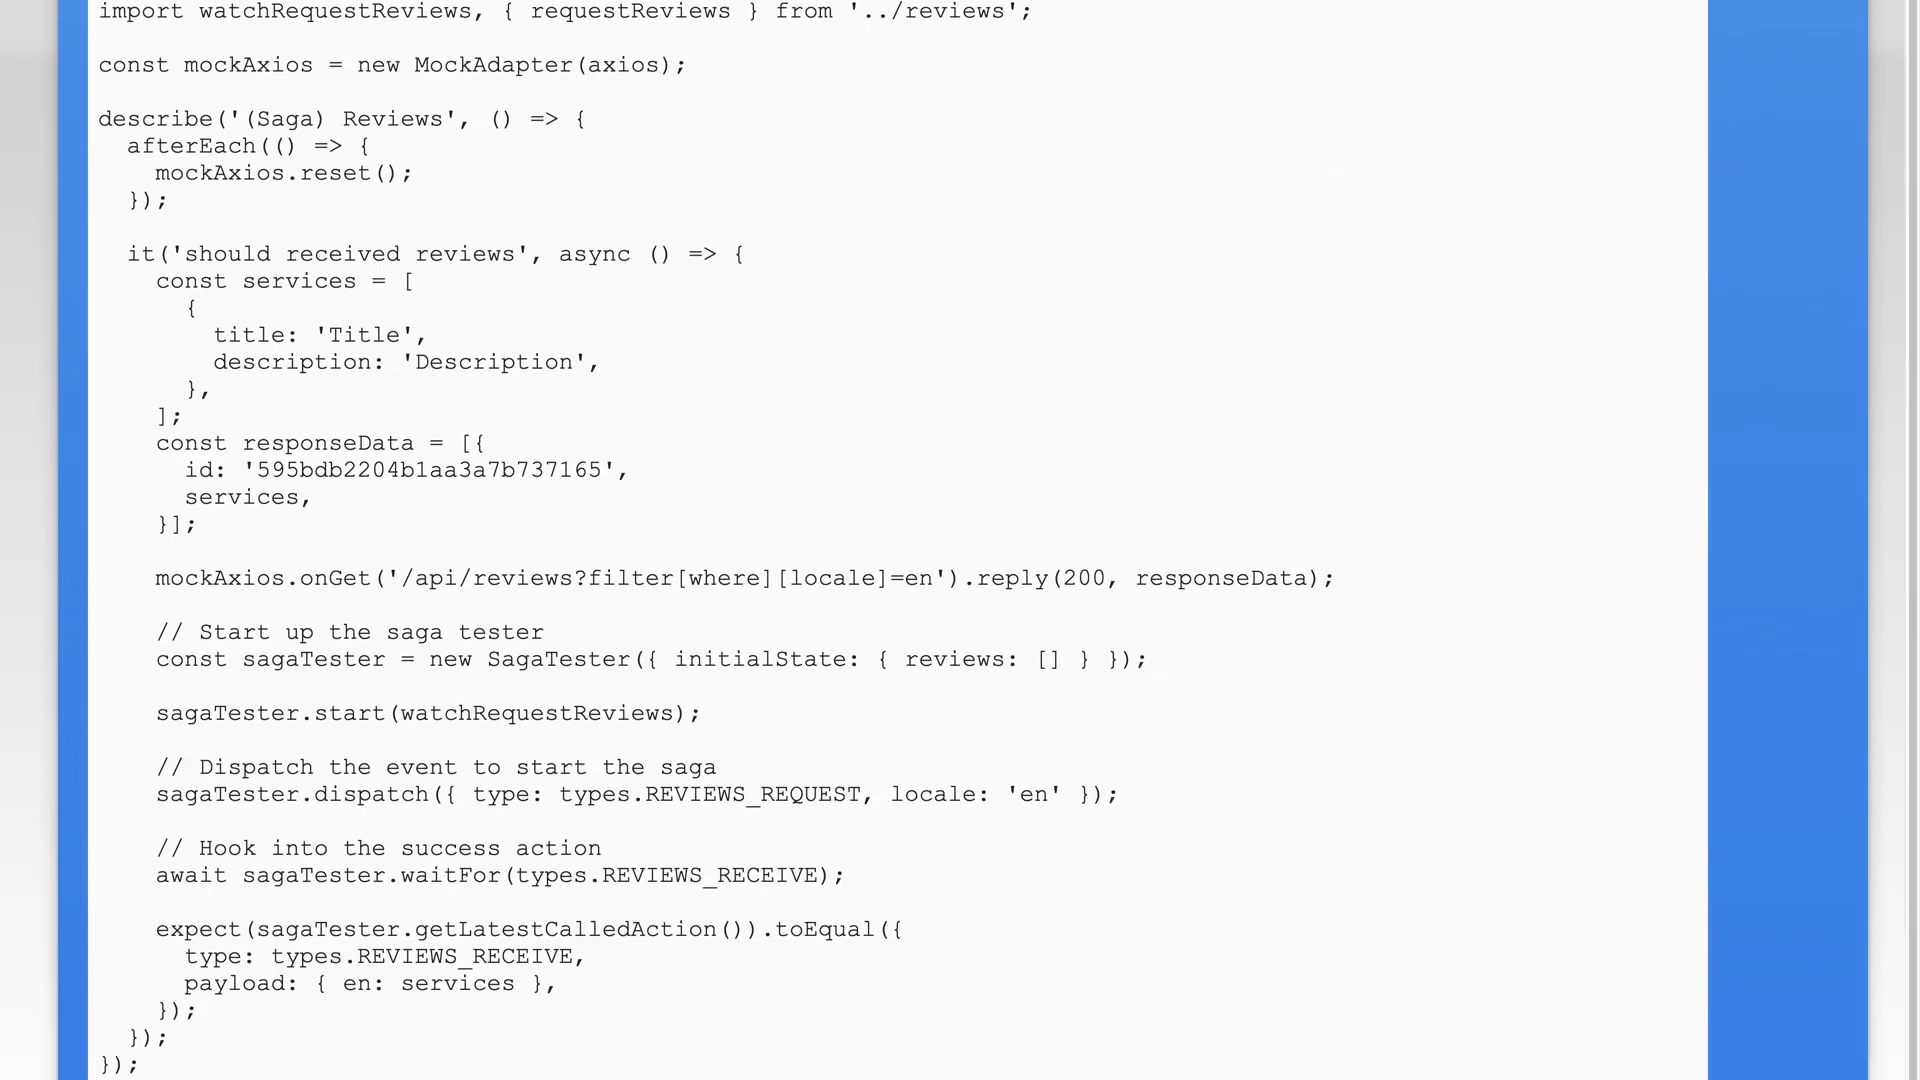 import watchRequestReviews, { requestReviews } from '../reviews';
const mockAxios = new MockAdapter(axios);
describe('(Saga) Reviews', () => {
  afterEach(() => {
    mockAxios.reset();
  });
  it('should received reviews', async () => {
    const services = [
      {
        title: 'Title',
        description: 'Description',
      },
    ];
    const responseData = [{
      id: '595bdb2204b1aa3a7b737165',
      services,
    }];
    mockAxios.onGet('/api/reviews?filter[where][locale]=en').reply(200, responseData);
    // Start up the saga tester
    const sagaTester = new SagaTester({ initialState: { reviews: [] } });
    sagaTester.start(watchRequestReviews);
    // Dispatch the event to start the saga
    sagaTester.dispatch({ type: types.REVIEWS_REQUEST, locale: 'en' });
    // Hook into the success action
    await sagaTester.waitFor(types.REVIEWS_RECEIVE);
    expect(sagaTester.getLatestCalledAction()).toEqual({
      type: types.REVIEWS_RECEIVE,
      payload: { en: services },
    });
  });
});